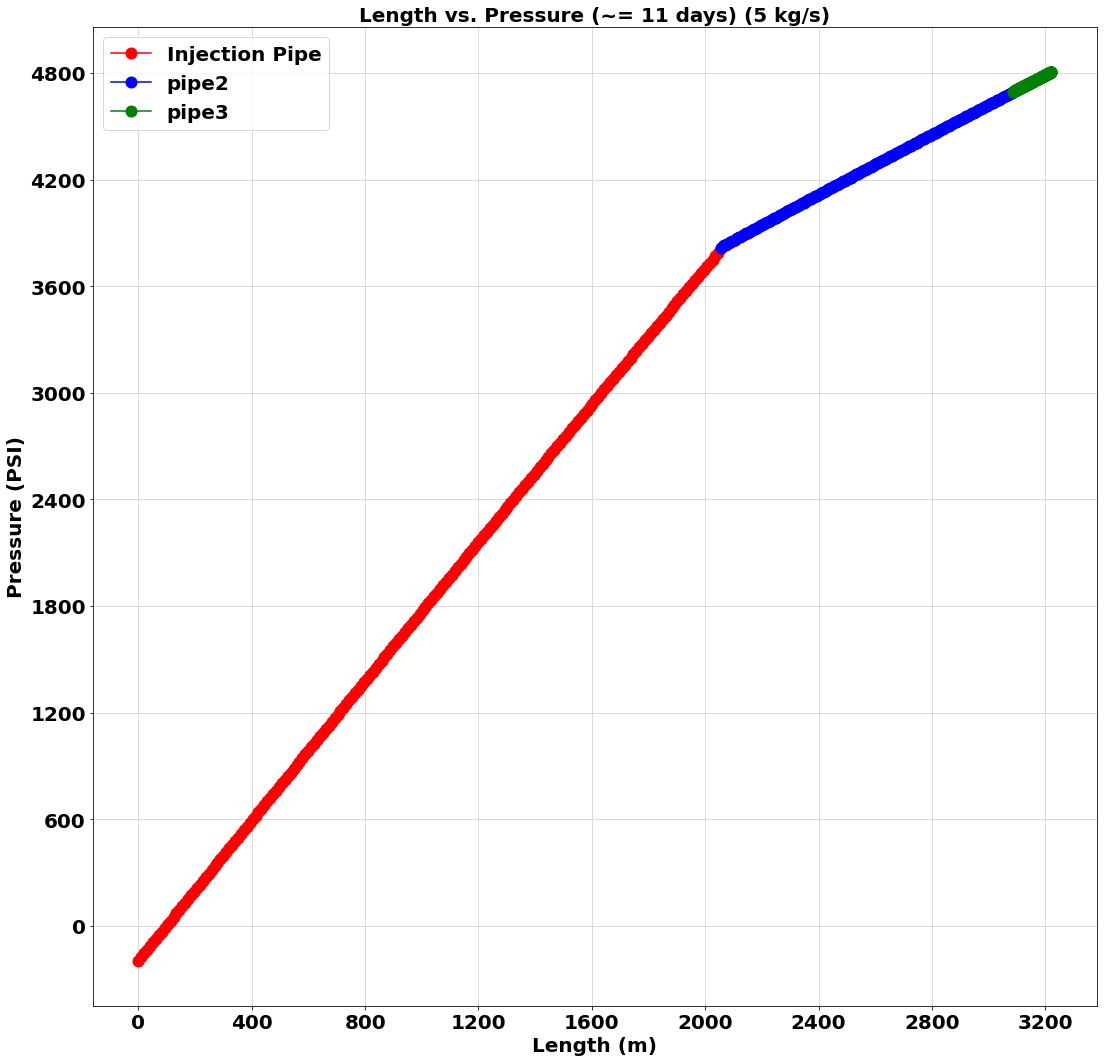 Length vs. Pressure (~= 11 days) (5 kg/s)
Injection Pipe
pipe2
pipe3
Pressure (PSI)
4800
4200
3600
3000
2400
1800
1200
600
0
0 400 800 1200 1600 2000 2400 2800 3200
Length (m)